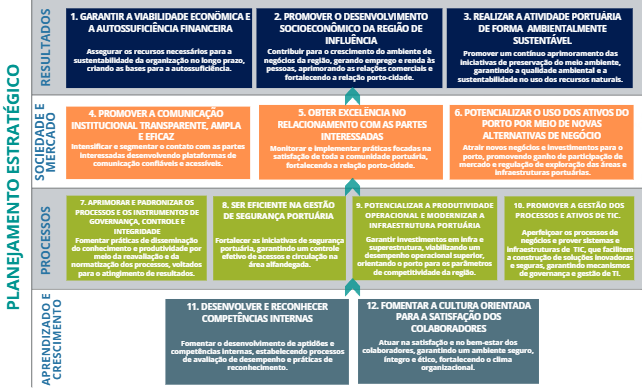 PLANEJAMENTO ESTRATÉGICO
RESULTADOS
1. GARANTIR A VIABILIDADE ECONÔMICA E
A AUTOSSUFICIÊNCIA FINANCEIRA
Assegurar os recursos necessários para a
sustentabilidade da organização no longo prazo,
criando as bases para a autossuficiência.
2. PROMOVER O DESENVOLVIMENTO
SOCIOECONÔMICO DA REGIÃO DE
INFLUÊNCIA
Contribuir para o crescimento do ambiente de
negócios da região, gerando emprego e renda às
pessoas, aprimorando as relações comerciais e
fortalecendo a relação porto-cidade.
3. REALIZAR A ATIVIDADE PORTUÁRIA
DE FORMA AMBIENTALMENTE
SUSTENTÁVEL
Promover um contínuo aprimoramento das
iniciativas de preservação do meio ambiente,
garantindo a qualidade ambiental e a
sustentabilidade no uso dos recursos naturais.
SOCIEDADE E
MERCADO
4. PROMOVER A COMUNICAÇÃO
INSTITUCIONAL TRANSPARENTE, AMPLA
E EFICAZ
Intensificar e segmentar o contato com as partes
interessadas desenvolvendo plataformas de
comunicação confiáveis e acessíveis.
5. OBTER EXCELÊNCIA NO
RELACIONAMENTO COM AS PARTES
INTERESSADAS
Monitorar e implementar práticas focadas na
satisfação de toda a comunidade portuária,
fortalecendo a relação porto-cidade.
6. POTENCIALIZAR O USO DOS ATIVOS DO
PORTO POR MEIO DE NOVAS
ALTERNATIVAS DE NEGÓCIO
Atrair novos negócios e investimentos para o
porto, promovendo ganho de participação de
mercado e regulação de exploração das áreas e
infraestruturas portuárias.
PROCESSOS
7. APRIMORAR E PADRONIZAR OS
PROCESSOS E OS INSTRUMENTOS DE
GOVERNANÇA, CONTROLE E
INTEGRIDADE
Fomentar práticas de disseminação
do conhecimento e produtividade por
meio da reavaliação e da
normatização dos processos, voltados
para o atingimento de resultados.
8. SER EFICIENTE NA GESTÃO
DE SEGURANÇA PORTUÁRIA
Fortalecer as iniciativas de segurança
portuária, garantindo um controle
efetivo de acessos e circulação na
área alfandegada.
9. POTENCIALIZAR A PRODUTIVIDADE
OPERACIONAL E MODERNIZAR A
INFRAESTRUTURA PORTUÁRIA
Garantir investimentos em infra e
superestrutura, viabilizando um
desempenho operacional superior,
orientando o porto para os parâmetros
de competitividade da região.
10. PROMOVER A GESTÃO DOS
PROCESSOS E ATIVOS DE TIC.
Aperfeiçoar os processos de
negócios e prover sistemas e
infraestruturas de TIC, que facilitem
a construção de soluções inovadoras
e seguras, garantindo mecanismos
de governança e gestão de TI.
APRENDIZADO E
CRESCIMENTO
11. DESENVOLVER E RECONHECER
COMPETÊNCIAS INTERNAS
Fomentar o desenvolvimento de aptidões e
competências internas, estabelecendo processos
de avaliação de desempenho e práticas de
reconhecimento.
12. FOMENTAR A CULTURA ORIENTADA
PARA A SATISFAÇÃO DOS
COLABORADORES
Atuar na satisfação e no bem-estar dos
colaboradores, garantindo um ambiente seguro,
íntegro e ético, fortalecendo o clima
organizacional.